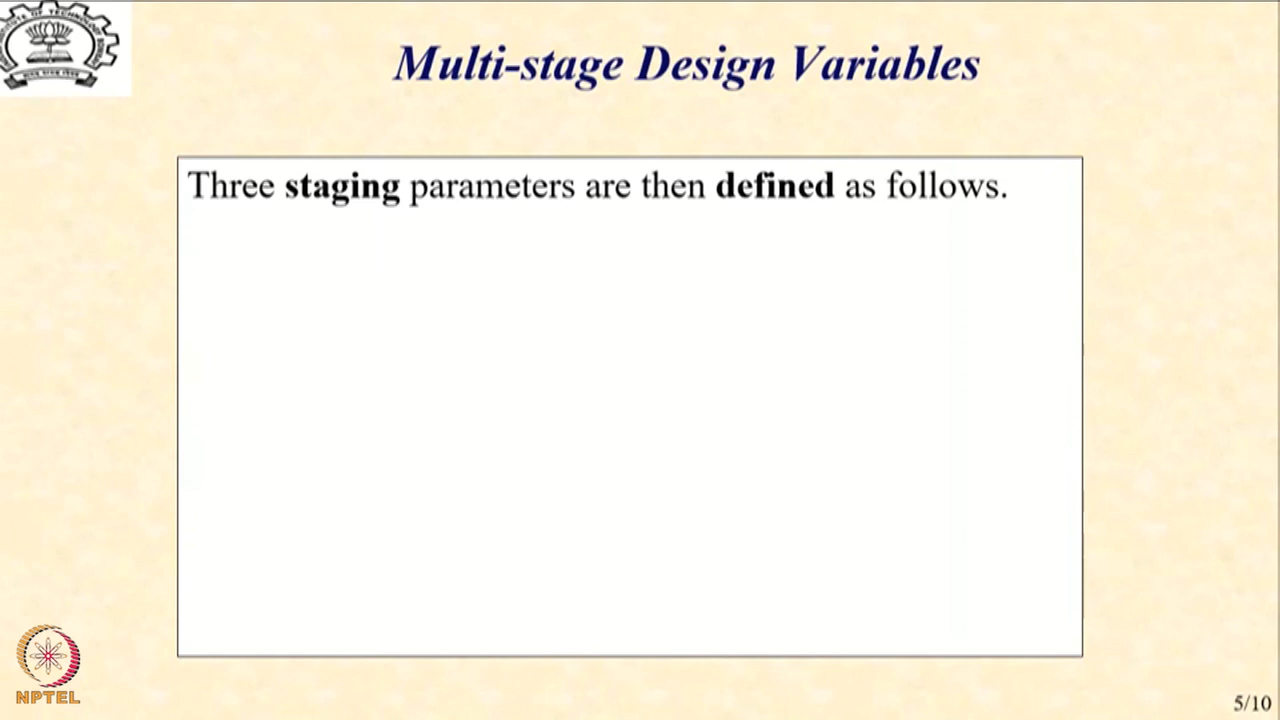 Multi-stage Design Variables
Three staging parameters are then defined as follows.
NPTEL
5/10